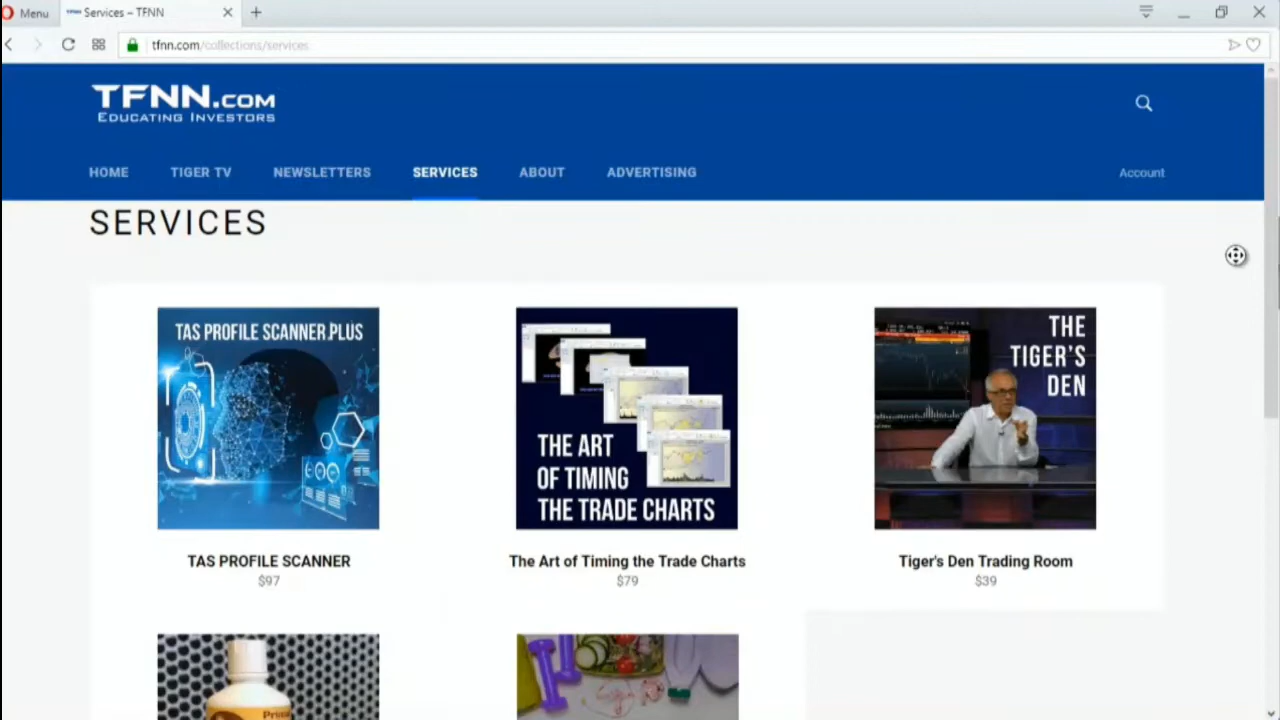 Menu
Services – TFNN
tfnn.com/collections/services
TFNN.COM
EDUCATING INVESTORS
HOME
TIGER TV
NEWSLETTERS
SERVICES
ABOUT
ADVERTISING
Account
SERVICES
TAS PROFILE SCANNER PLUS
THE ART
OF TIMING
THE TRADE CHARTS
THE
TIGER'S
DEN
TAS PROFILE SCANNER
$97
The Art of Timing the Trade Charts
$79
Tiger's Den Trading Room
$39